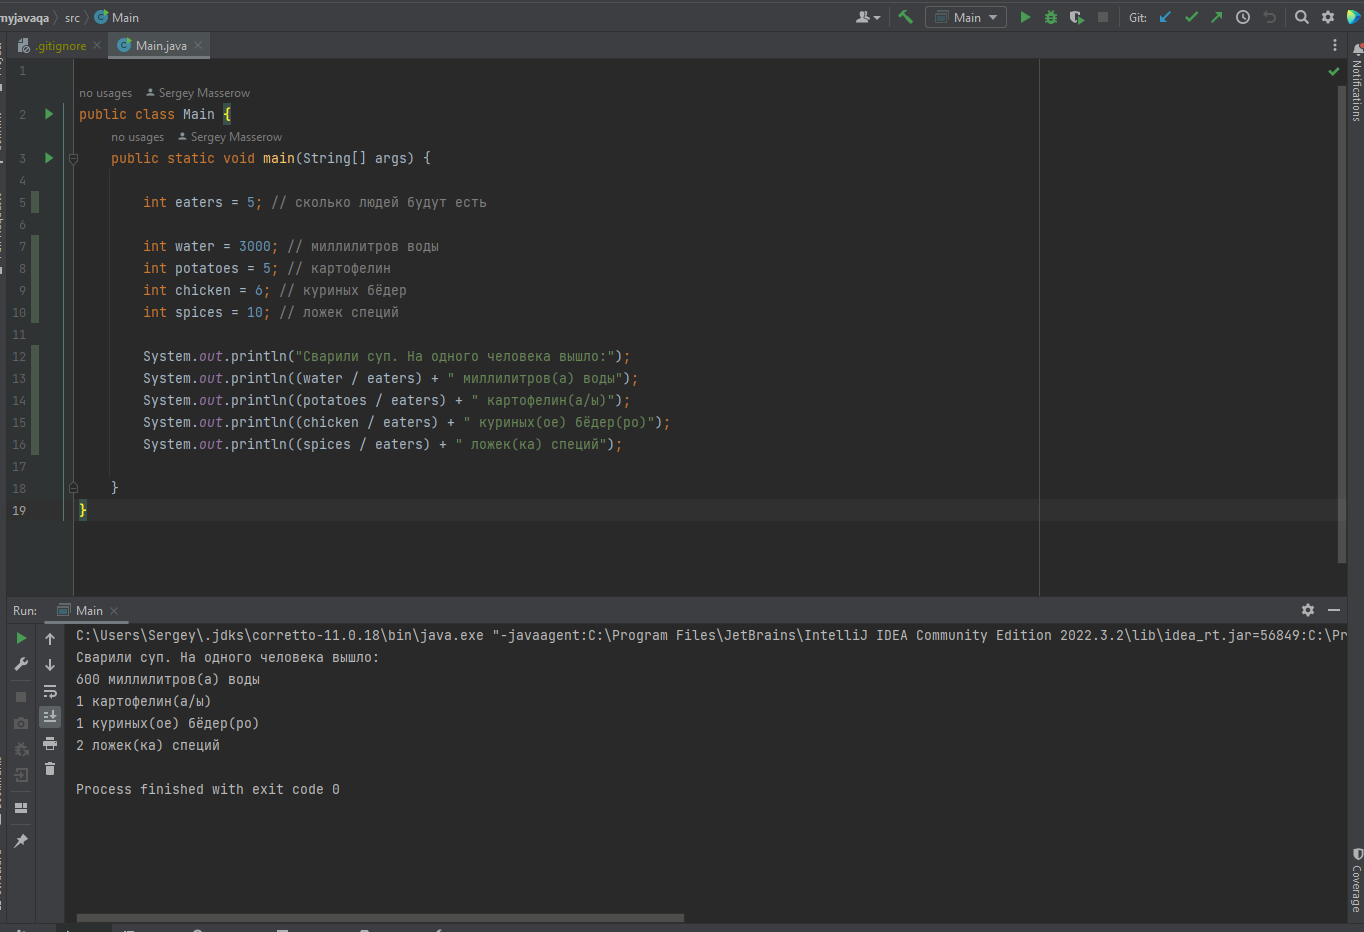 myjavaqa src Main
Main Git:
.gitignore Main.java
1
no usages Sergey Masserow
2 public class Main {
no usages Sergey Masserow
3 public static void main(String[] args) {
4
5 int eaters = 5; // сколько людей будут есть
6
7 int water = 3000; // миллилитров воды
8 int potatoes = 5; // картофелин
9 int chicken = 6; // куриных бёдер
10 int spices = 10; // ложек специй
11
12 System.out.println("Сварили суп. На одного человека вышло:");
13 System.out.println((water / eaters) + " миллилитров(а) воды");
14 System.out.println((potatoes / eaters) + " картофелин(а/ы)");
15 System.out.println((chicken / eaters) + " куриных(ое) бёдер(ро)");
16 System.out.println((spices / eaters) + " ложек(ка) специй");
17
18 }
19 }
Notifications
Run: Main
C:\Users\Sergey\.jdks\corretto-11.0.18\bin\java.exe "-javaagent:C:\Program Files\JetBrains\IntelliJ IDEA Community Edition 2022.3.2\lib\idea_rt.jar=56849:C:\Pr
Сварили суп. На одного человека вышло:
600 миллилитров(а) воды
1 картофелин(а/ы)
1 куриных(ое) бёдер(ро)
2 ложек(ка) специй
Process finished with exit code 0
Coverage